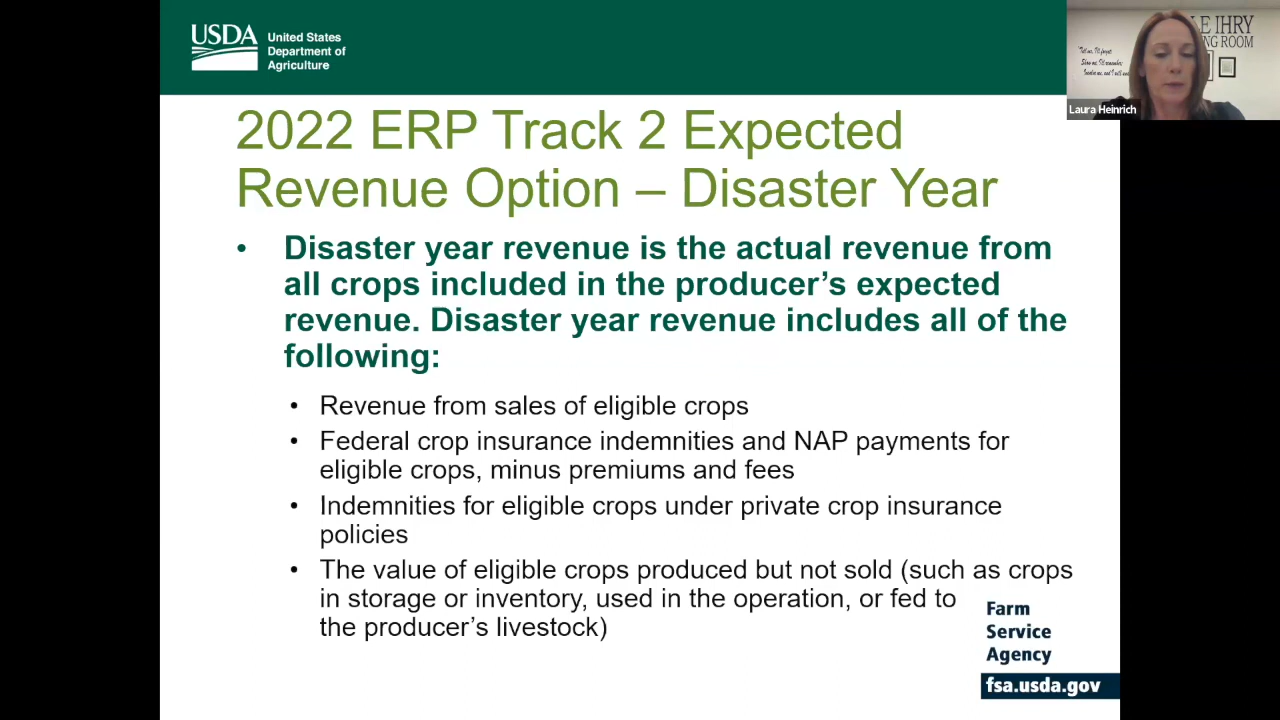 USDA
United States
Department of
Agriculture
LE IHRY
NG ROOM
Laura Heinrich
2022 ERP Track 2 Expected
Revenue Option – Disaster Year
• Disaster year revenue is the actual revenue from
all crops included in the producer’s expected
revenue. Disaster year revenue includes all of the
following:
• Revenue from sales of eligible crops
• Federal crop insurance indemnities and NAP payments for
eligible crops, minus premiums and fees
• Indemnities for eligible crops under private crop insurance
policies
• The value of eligible crops produced but not sold (such as crops
in storage or inventory, used in the operation, or fed to
the producer’s livestock)
Farm
Service
Agency
fsa.usda.gov